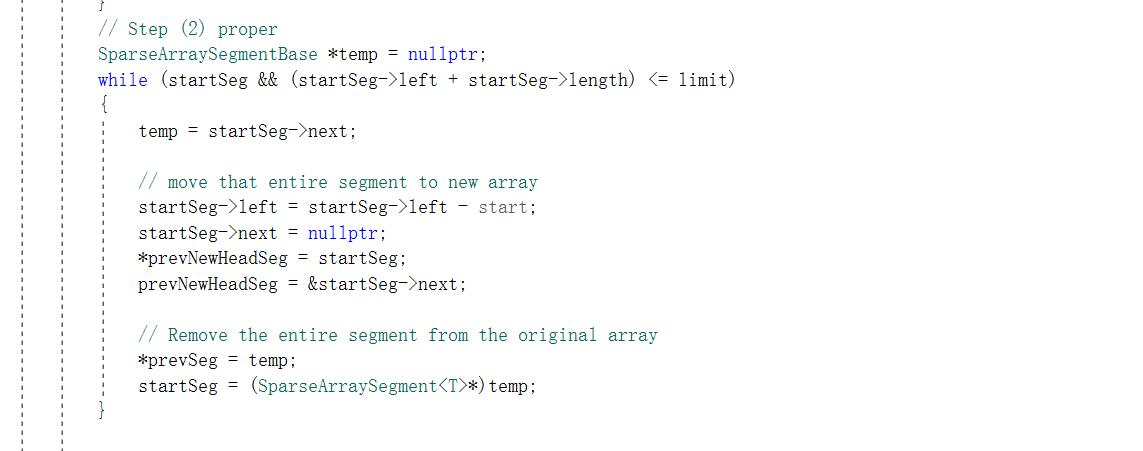 }
// Step (2) proper
SparseArraySegmentBase *temp = nullptr;
while (startSeg && (startSeg->left + startSeg->length) <= limit)
{
temp = startSeg->next;
// move that entire segment to new array
startSeg->left = startSeg->left - start;
startSeg->next = nullptr;
*prevNewHeadSeg = startSeg;
prevNewHeadSeg = &startSeg->next;
// Remove the entire segment from the original array
*prevSeg = temp;
startSeg = (SparseArraySegment<T>*)temp;
}